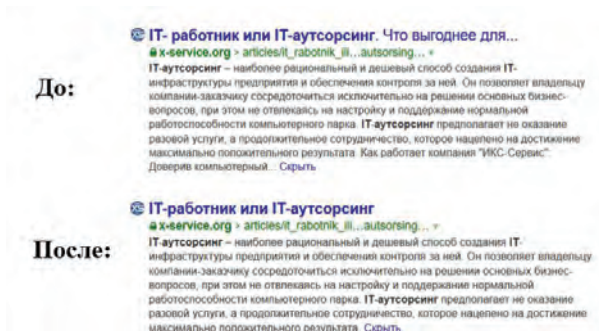 IT- работник или IT-аутсорсинг. Что выгоднее для...
x-service.org > articles/it_rabotnik_ili...autsorsing...
До:
IT-аутсорсинг – наиболее рациональный и дешевый способ создания IT-
инфраструктуры предприятия и обеспечения контроля за ней. Он позволяет владельцу
компании-заказчику сосредоточиться исключительно на решении основных бизнес-
вопросов, при этом не отвлекаясь на настройку и поддержание нормальной
работоспособности компьютерного парка. IT-аутсорсинг предполагает не оказание
разовой услуги, а продолжительное сотрудничество, которое нацелено на достижение
максимально положительного результата. Как работает компания "ИКС-Сервис":
Доверив компьютерный... Скрыть
IT-работник или IT-аутсорсинг
x-service.org > articles/it_rabotnik_ili...autsorsing...
После:
IT-аутсорсинг – наиболее рациональный и дешевый способ создания IT-
инфраструктуры предприятия и обеспечения контроля за ней. Он позволяет владельцу
компании-заказчику сосредоточиться исключительно на решении основных бизнес-
вопросов, при этом не отвлекаясь на настройку и поддержание нормальной
работоспособности компьютерного парка. IT-аутсорсинг предполагает не оказание
разовой услуги, а продолжительное сотрудничество, которое нацелено на достижение
максимально положительного результата. Скрыть